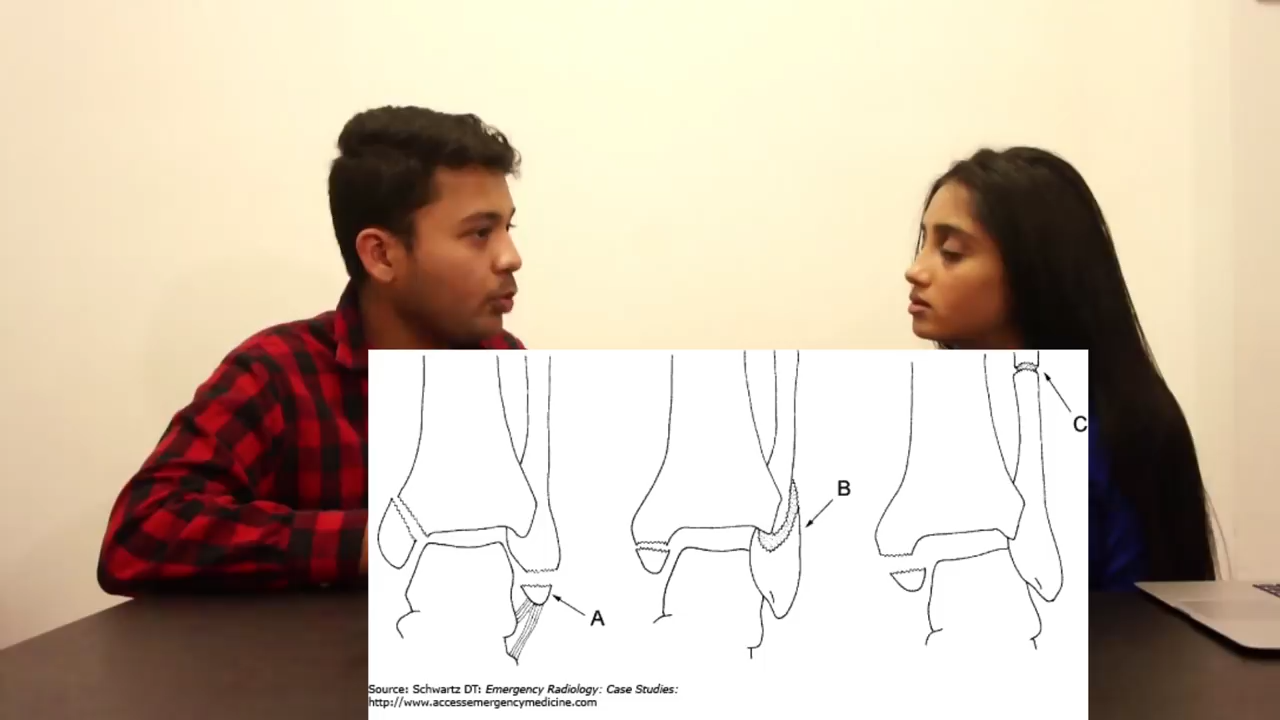 C
B
A
Source: Schwartz DT: Emergency Radiology: Case Studies:
http://www.accessemergencymedicine.com